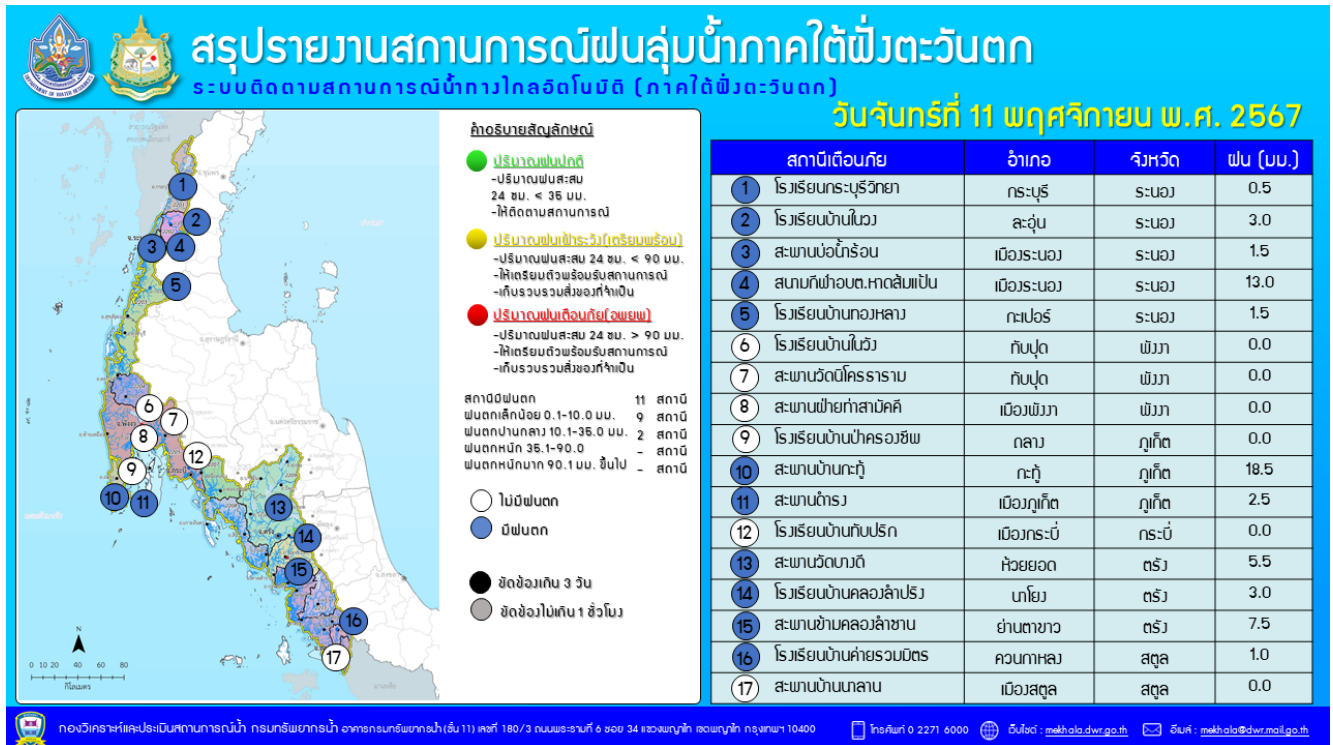 สรุปรายงานสถานการณ์ฝนลุ่มน้ำภาคใต้ฝั่งตะวันตก
ระบบติดตามสถานการณ์น้ำทางไกลอัตโนมัติ (ภาคใต้ฝั่งตะวันตก)
วันจันทร์ที่ 11 พฤศจิกายน พ.ศ. 2567
คำอธิบายสัญลักษณ์
ปริมาณฝนปกติ
-ปริมาณฝนสะสม
24 ชม. < 35 มม.
-ให้ติดตามสถานการณ์
ปริมาณฝนเฝ้าระวัง(เตรียมพร้อม)
-ปริมาณฝนสะสม 24 ชม. < 90 มม.
-ให้เตรียมตัวพร้อมรับสถานการณ์
-เก็บรวบรวมสิ่งของที่จำเป็น
ปริมาณฝนเตือนภัย(อพยพ)
-ปริมาณฝนสะสม 24 ชม. > 90 มม.
-ให้เตรียมตัวพร้อมรับสถานการณ์
-เก็บรวบรวมสิ่งของที่จำเป็น
สถานีมีฝนตก 11 สถานี
ฝนตกเล็กน้อย 0.1-10.0 มม. 9 สถานี
ฝนตกปานกลาง 10.1-35.0 มม. 2 สถานี
ฝนตกหนัก 35.1-90.0 - สถานี
ฝนตกหนักมาก 90.1 มม. ขึ้นไป - สถานี
ไม่มีฝนตก
มีฝนตก
ขัดข้องเกิน 3 วัน
ขัดข้องไม่เกิน 1 ชั่วโมง
1
2
3 4
5
6
7
8
12
9
10 11
13
14
15
16
17
N
0 10 20 40 60 80
กิโลเมตร
สถานีเตือนภัย อำเภอ จังหวัด ฝน (มม.)
1 โรงเรียนกระบุรีวิทยา กระบุรี ระนอง 0.5
2 โรงเรียนบ้านในวง ละอุ่น ระนอง 3.0
3 สะพานบ่อน้ำร้อน เมืองระนอง ระนอง 1.5
4 สนามกีฬาอบต.หาดส้มแป้น เมืองระนอง ระนอง 13.0
5 โรงเรียนบ้านทองหลาง กะเปอร์ ระนอง 1.5
6 โรงเรียนบ้านในวัง ทับปุด พังงา 0.0
7 สะพานวัดนิโครธาราม ทับปุด พังงา 0.0
8 สะพานฝ่ายท่าสามัคคี เมืองพังงา พังงา 0.0
9 โรงเรียนบ้านป่าครองชีพ ถลาง ภูเก็ต 0.0
10 สะพานบ้านกะทู้ กะทู้ ภูเก็ต 18.5
11 สะพานดำรง เมืองภูเก็ต ภูเก็ต 2.5
12 โรงเรียนบ้านทับปริก เมืองกระบี่ กระบี่ 0.0
13 สะพานวัดบางดี ห้วยยอด ตรัง 5.5
14 โรงเรียนบ้านคลองลำปริง นาโยง ตรัง 3.0
15 สะพานข้ามคลองลำชาน ย่านตาขาว ตรัง 7.5
16 โรงเรียนบ้านค่ายรวมมิตร ควนกาหลง สตูล 1.0
17 สะพานบ้านนาลาน เมืองสตูล สตูล 0.0
กองวิเคราะห์และประเมินสถานการณ์น้ำ กรมทรัพยากรน้ำ อาคารกรมทรัพยากรน้ำ (ชั้น 11) เลขที่ 180/3 ถนนพระรามที่ 6 ซอย 34 แขวงพญาไท เขตพญาไท กรุงเทพฯ 10400 โทรศัพท์ 0 2271 6000 เว็บไซต์ : mekhala.dwr.go.th อีเมล์ : mekhala@dwr.mail.go.th